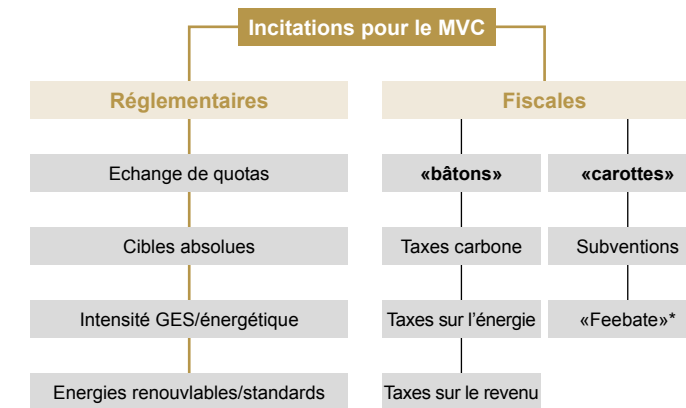 Incitations pour le MVC
Réglementaires
Fiscales
Echange de quotas
«bâtons»
«carottes»
Cibles absolues
Taxes carbone
Subventions
Intensité GES/énergétique
Taxes sur l’énergie
«Feebate»*
Energies renouvlables/standards
Taxes sur le revenu